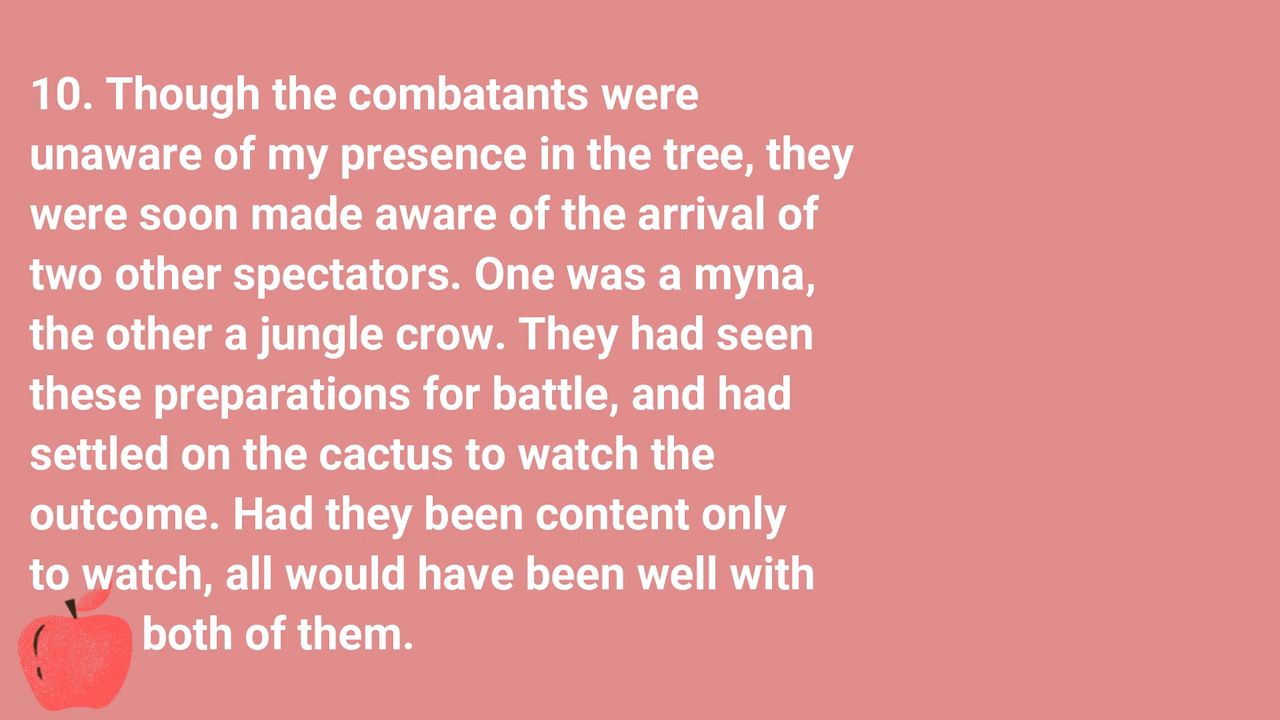 10. Though the combatants were
unaware of my presence in the tree, they
were soon made aware of the arrival of
two other spectators. One was a myna,
the other a jungle crow. They had seen
these preparations for battle, and had
settled on the cactus to watch the
outcome. Had they been content only
to watch, all would have been well with
both of them.